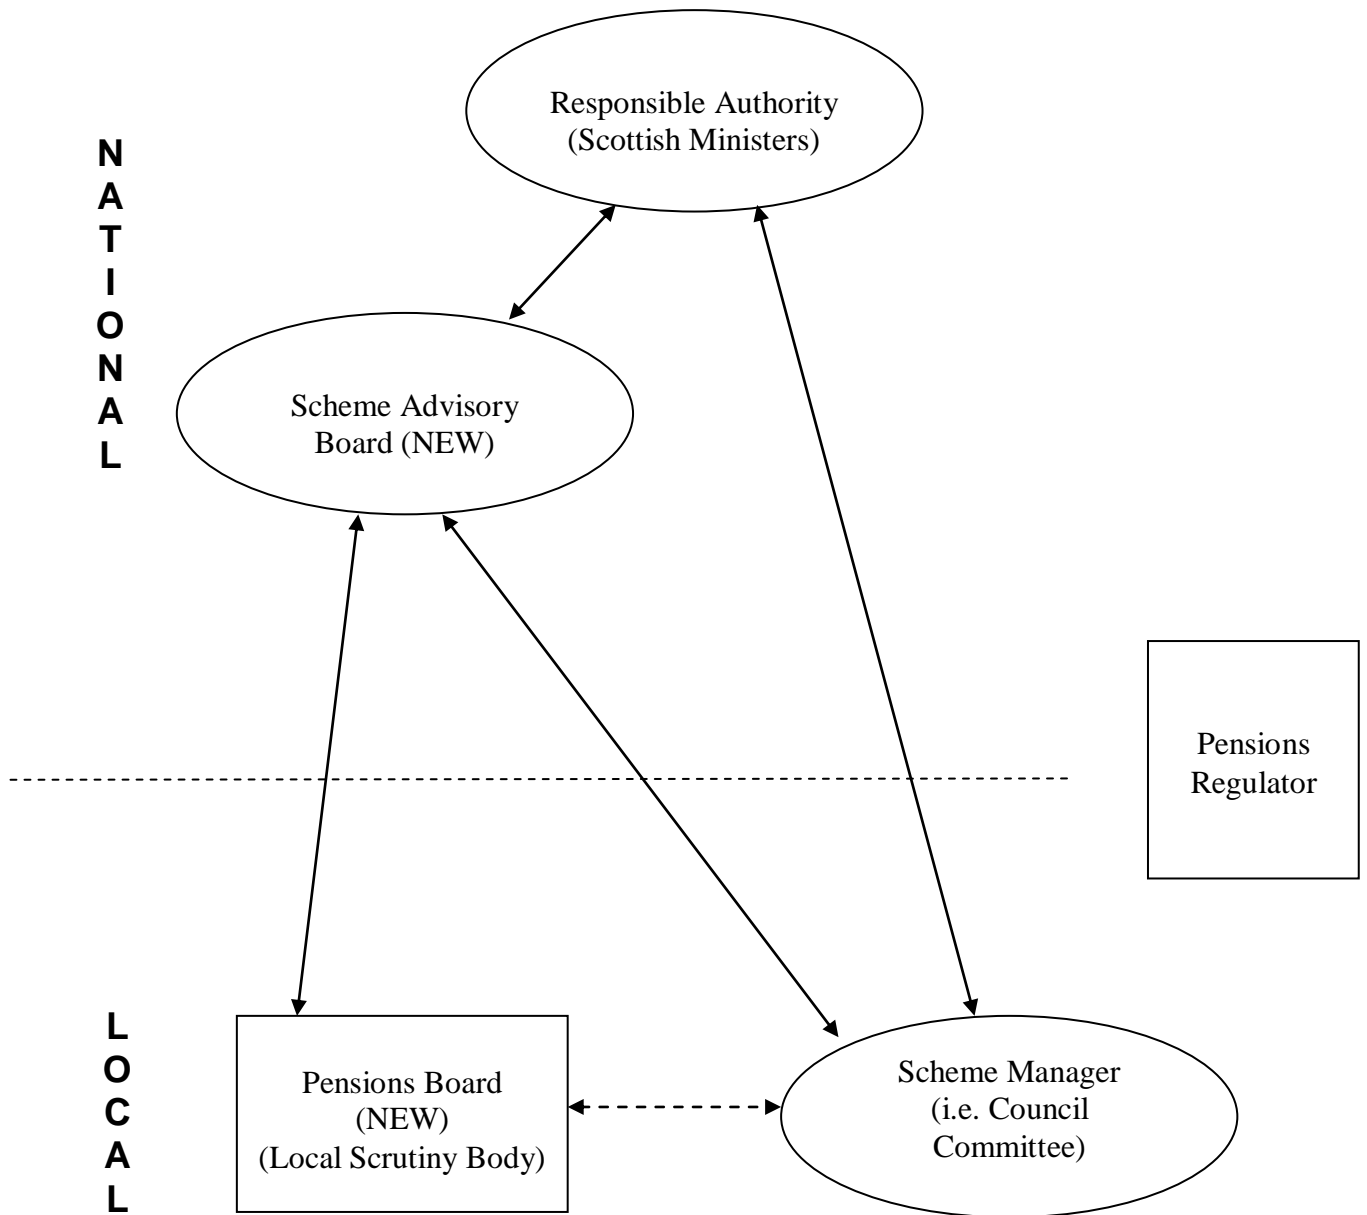 Responsible Authority
(Scottish Ministers)
N
A
T
I
O
N
A
L
Scheme Advisory
Board (NEW)
Pensions
Regulator
L
O
C
A
L
Pensions Board
(NEW)
(Local Scrutiny Body)
Scheme Manager
(i.e. Council
Committee)